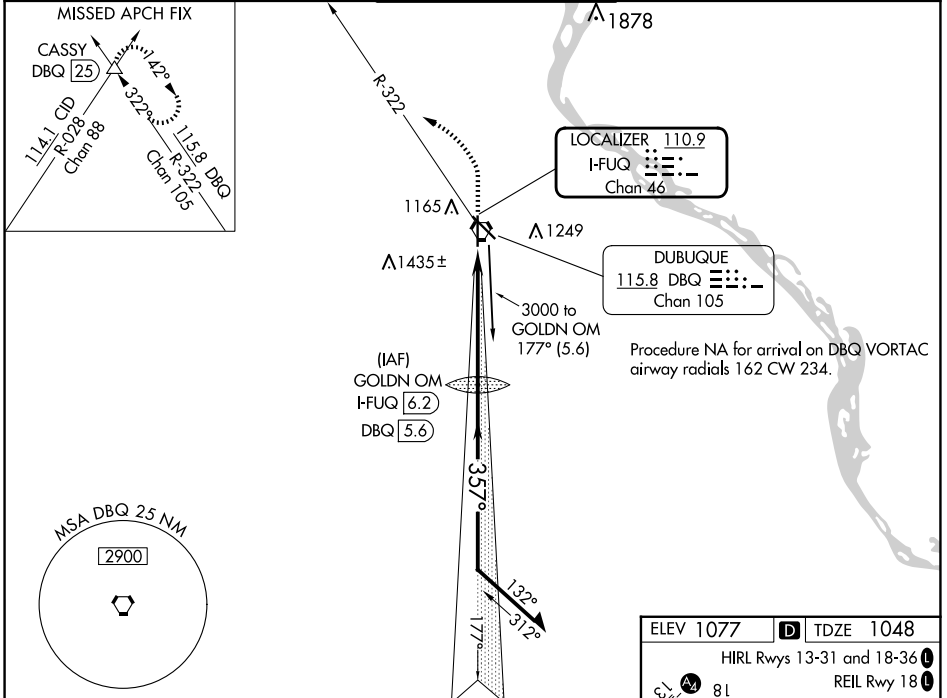 MISSED APCH FIX
CASSY
DBQ 25
142°
322°
114.1 CID
R-028
Chan 88
115.8 DBQ
R-322
Chan 105
R-322
1878
LOCALIZER 110.9
I-FUQ
Chan 46
1165
1249
1435±
DUBUQUE
115.8 DBQ
Chan 105
3000 to
GOLDN OM
177° (5.6)
Procedure NA for arrival on DBQ VORTAC
airway radials 162 CW 234.
(IAF)
GOLDN OM
I-FUQ 6.2
DBQ 5.6
357°
MSA DBQ 25 NM
2900
132°
312°
177°
ELEV 1077 D TDZE 1048
HIRL Rwys 13-31 and 18-36 L
REIL Rwy 18 L
13
A4
18